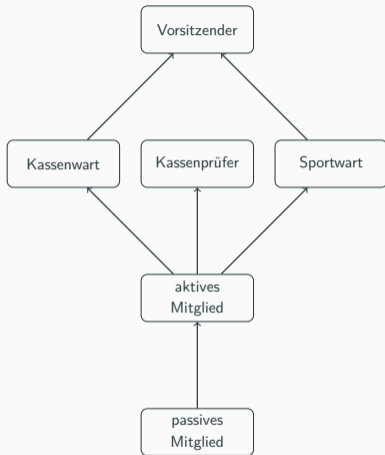 Vorsitzender
Kassenwart
Kassenprüfer
Sportwart
aktives
Mitglied
passives
Mitglied